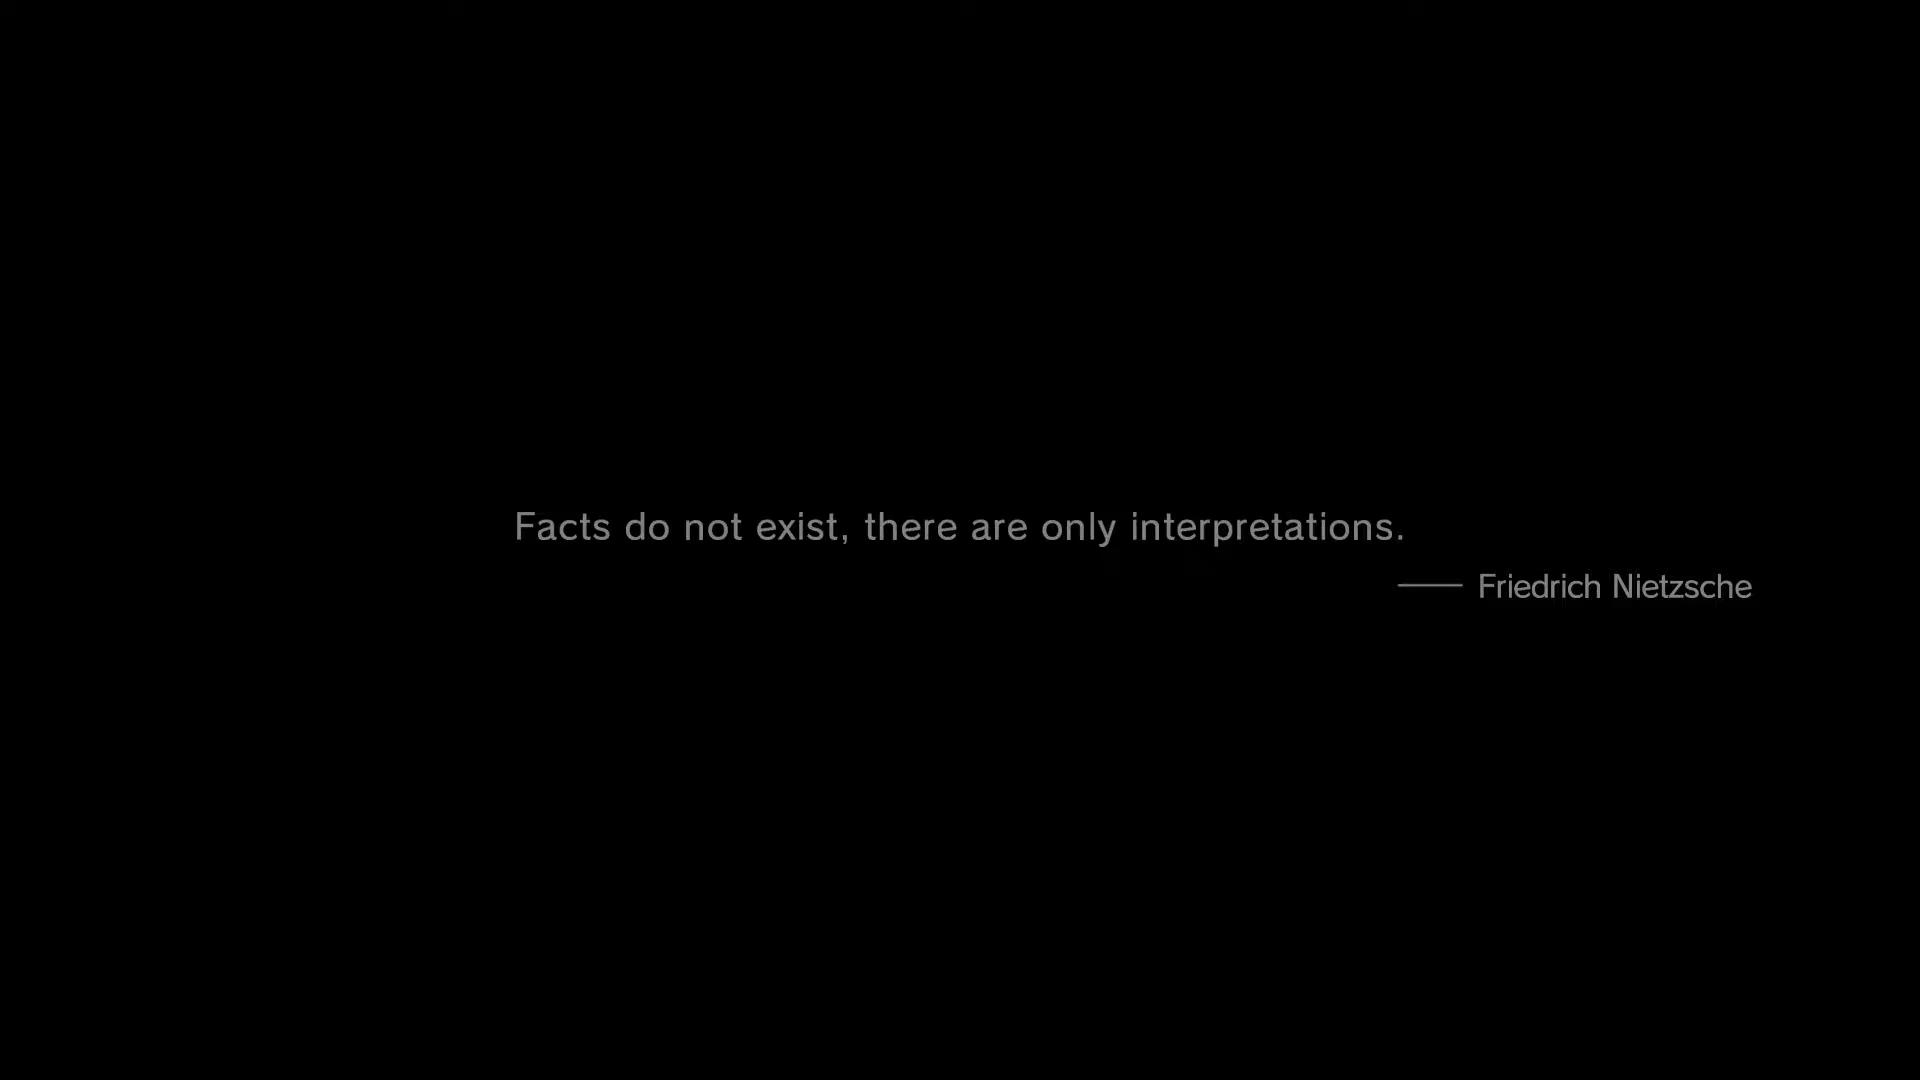 Facts do not exist, there are only interpretations.
—— Friedrich Nietzsche